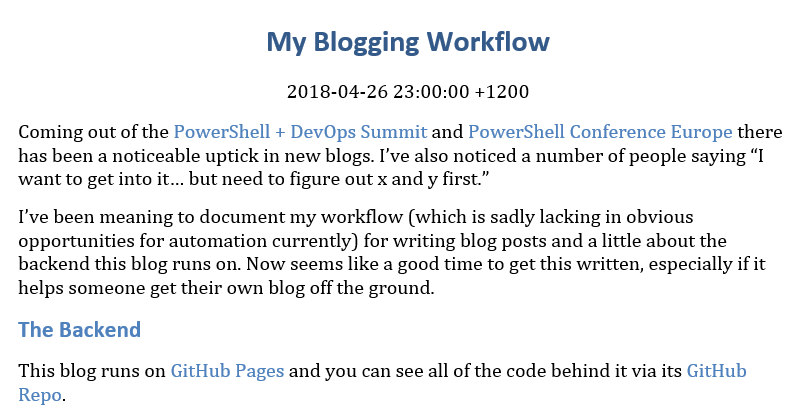 My Blogging Workflow
2018-04-26 23:00:00 +1200
Coming out of the PowerShell + DevOps Summit and PowerShell Conference Europe there
has been a noticeable uptick in new blogs. I’ve also noticed a number of people saying “I
want to get into it… but need to figure out x and y first.”
I’ve been meaning to document my workflow (which is sadly lacking in obvious
opportunities for automation currently) for writing blog posts and a little about the
backend this blog runs on. Now seems like a good time to get this written, especially if it
helps someone get their own blog off the ground.
The Backend
This blog runs on GitHub Pages and you can see all of the code behind it via its GitHub
Repo.